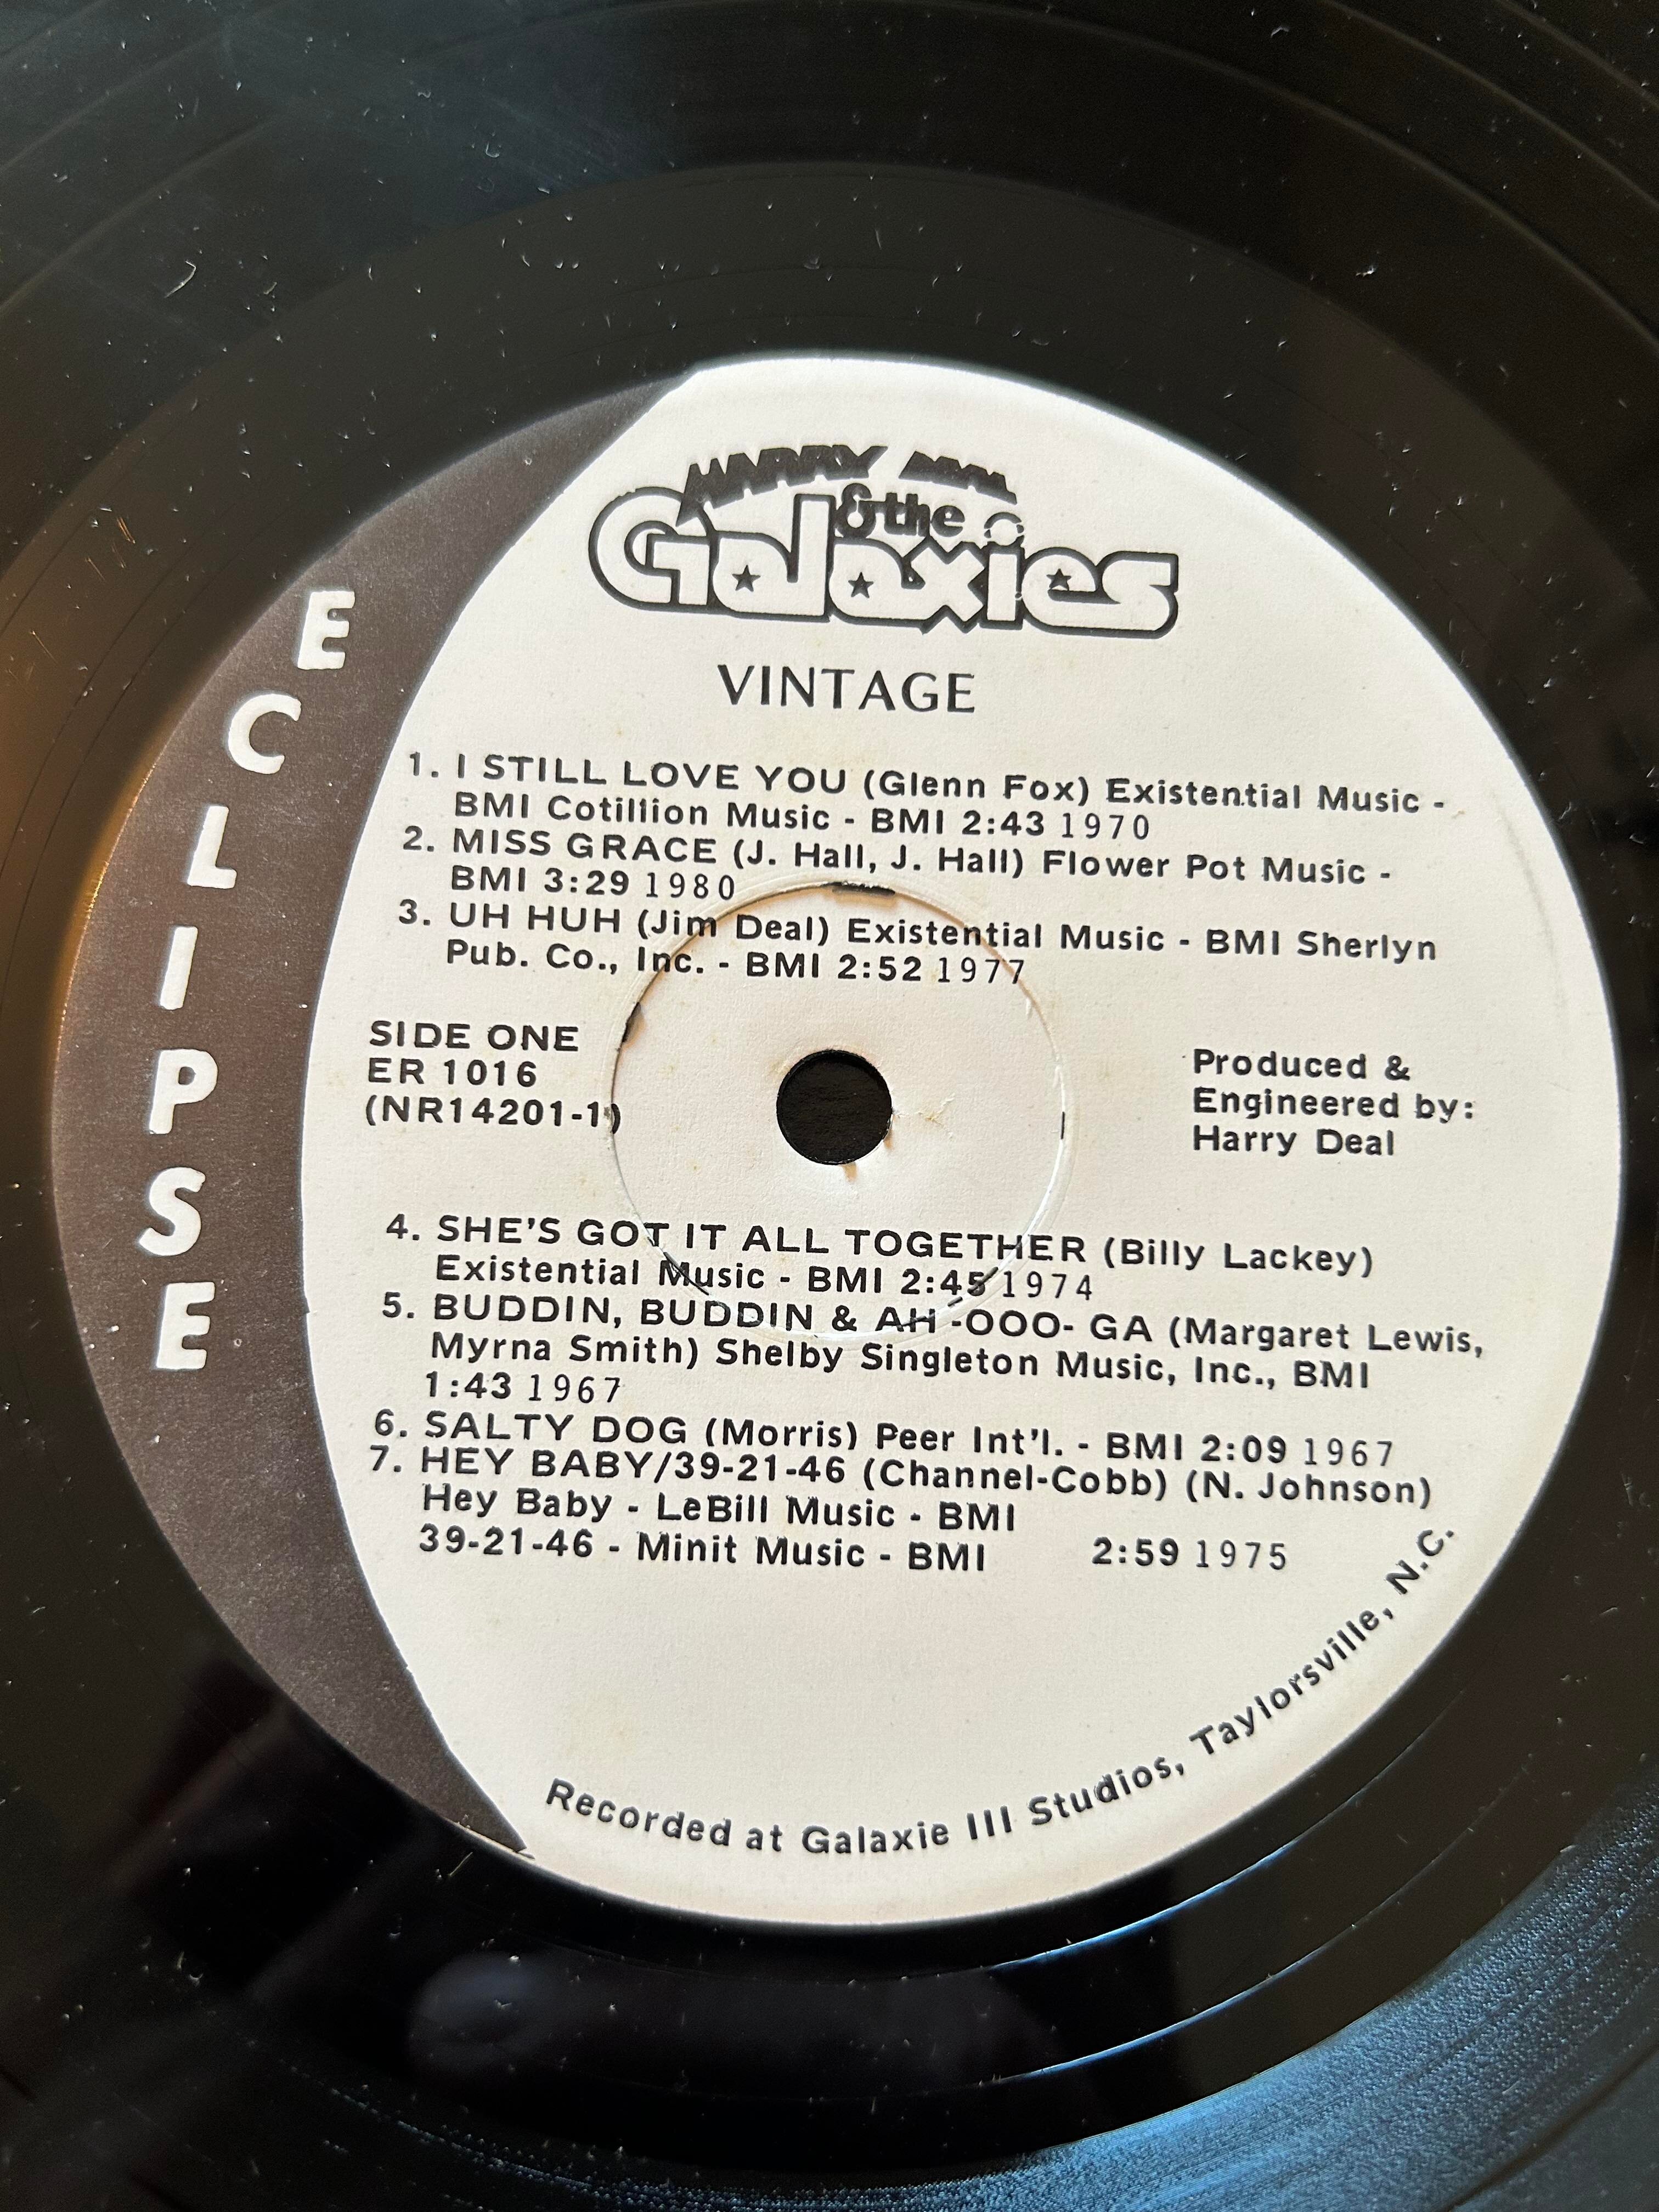 HARRY DEAL
& the
Galaxies
VINTAGE
ECLIPSE
1. I STILL LOVE YOU (Glenn Fox) Existential Music -
BMI Cotillion Music - BMI 2:43 1970
2. MISS GRACE (J. Hall, J. Hall) Flower Pot Music -
BMI 3:29 1980
3. UH HUH (Jim Deal) Existential Music - BMI Sherlyn
Pub. Co., Inc. - BMI 2:52 1977
SIDE ONE
ER 1016
(NR14201-1)
Produced &
Engineered by:
Harry Deal
4. SHE'S GOT IT ALL TOGETHER (Billy Lackey)
Existential Music - BMI 2:45 1974
5. BUDDIN, BUDDIN & AH -OOO- GA (Margaret Lewis,
Myrna Smith) Shelby Singleton Music, Inc., BMI
1:43 1967
6. SALTY DOG (Morris) Peer Int'l. - BMI 2:09 1967
7. HEY BABY/39-21-46 (Channel-Cobb) (N. Johnson)
Hey Baby - LeBill Music - BMI
39-21-46 - Minit Music - BMI 2:59 1975
Recorded at Galaxie III Studios, Taylorsville, N.C.